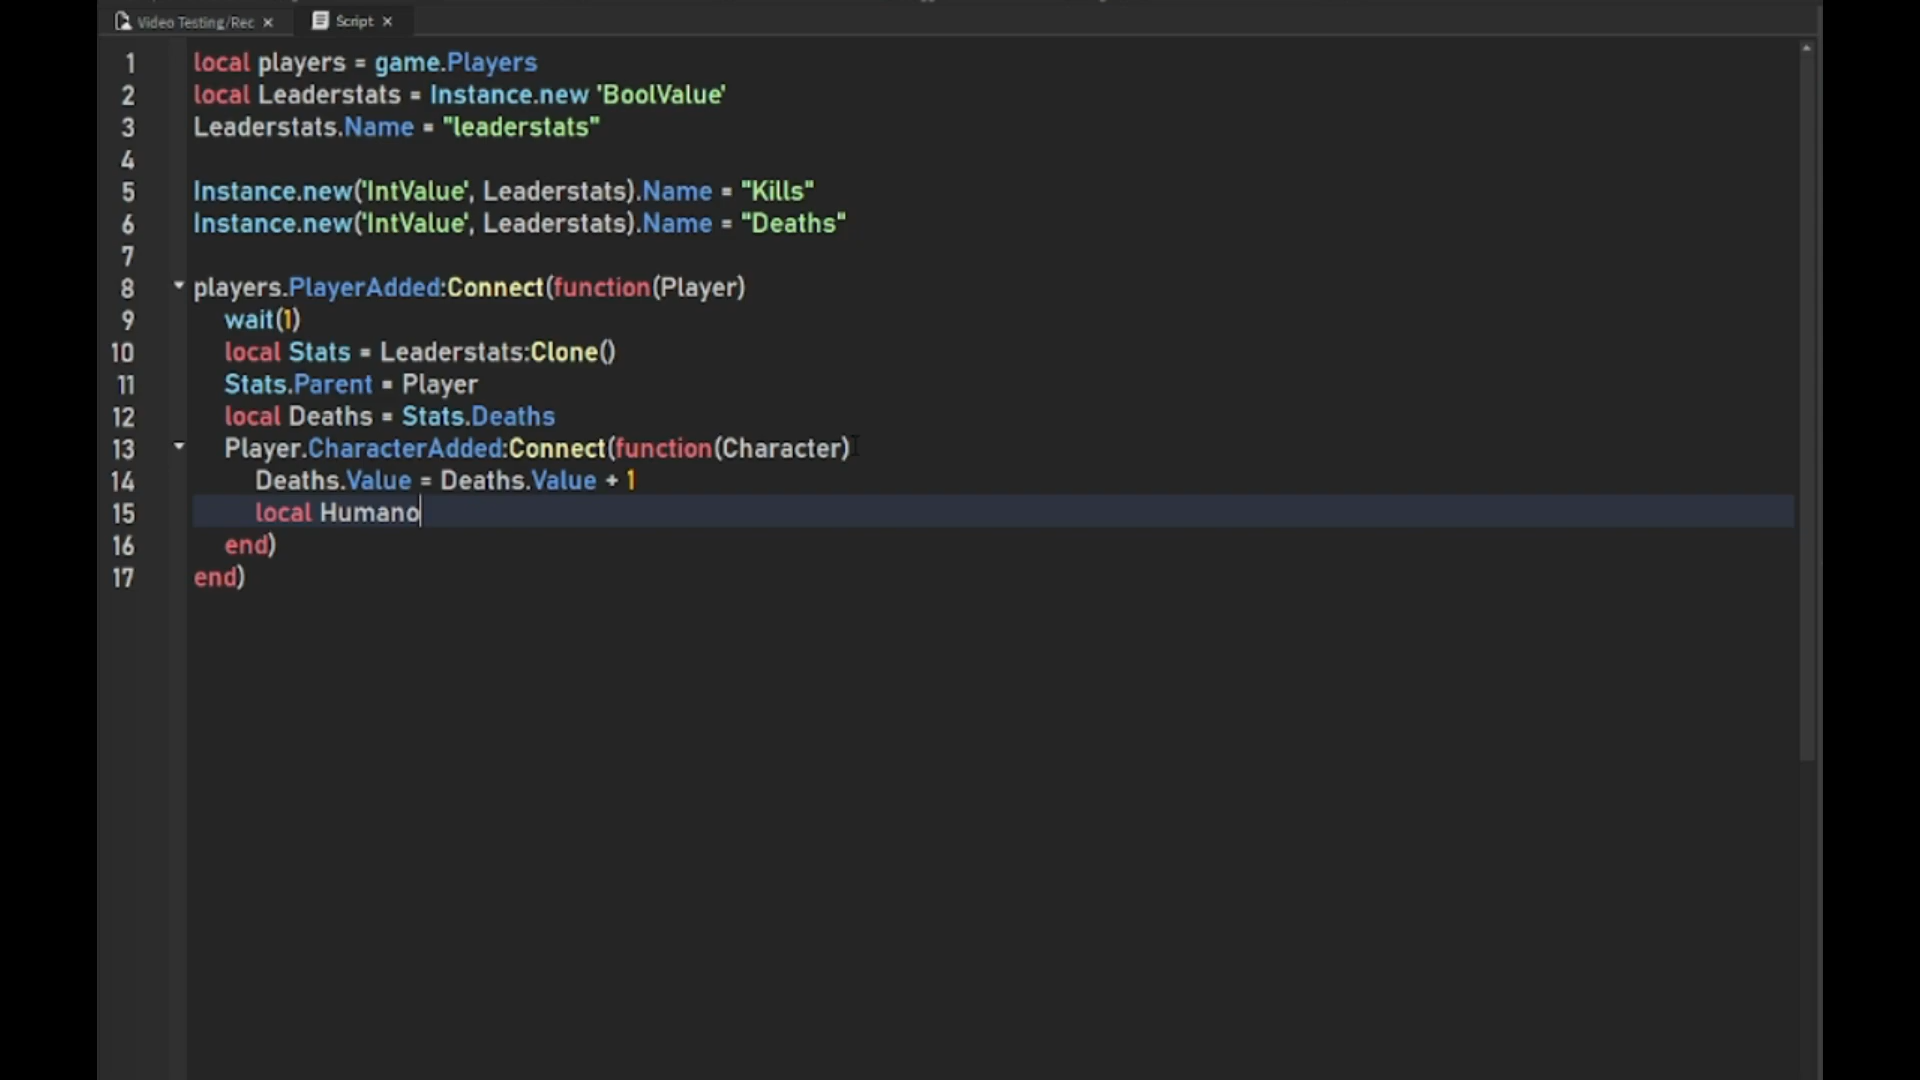 Video Testing/Rec × Script ×
1 local players = game.Players
2 local Leaderstats = Instance.new 'BoolValue'
3 Leaderstats.Name = "leaderstats"
4
5 Instance.new('IntValue', Leaderstats).Name = "Kills"
6 Instance.new('IntValue', Leaderstats).Name = "Deaths"
7
8 players.PlayerAdded:Connect(function(Player)
9 wait(1)
10 local Stats = Leaderstats:Clone()
11 Stats.Parent = Player
12 local Deaths = Stats.Deaths
13 Player.CharacterAdded:Connect(function(Character)
14 Deaths.Value = Deaths.Value + 1
15 local Humano
16 end)
17 end)